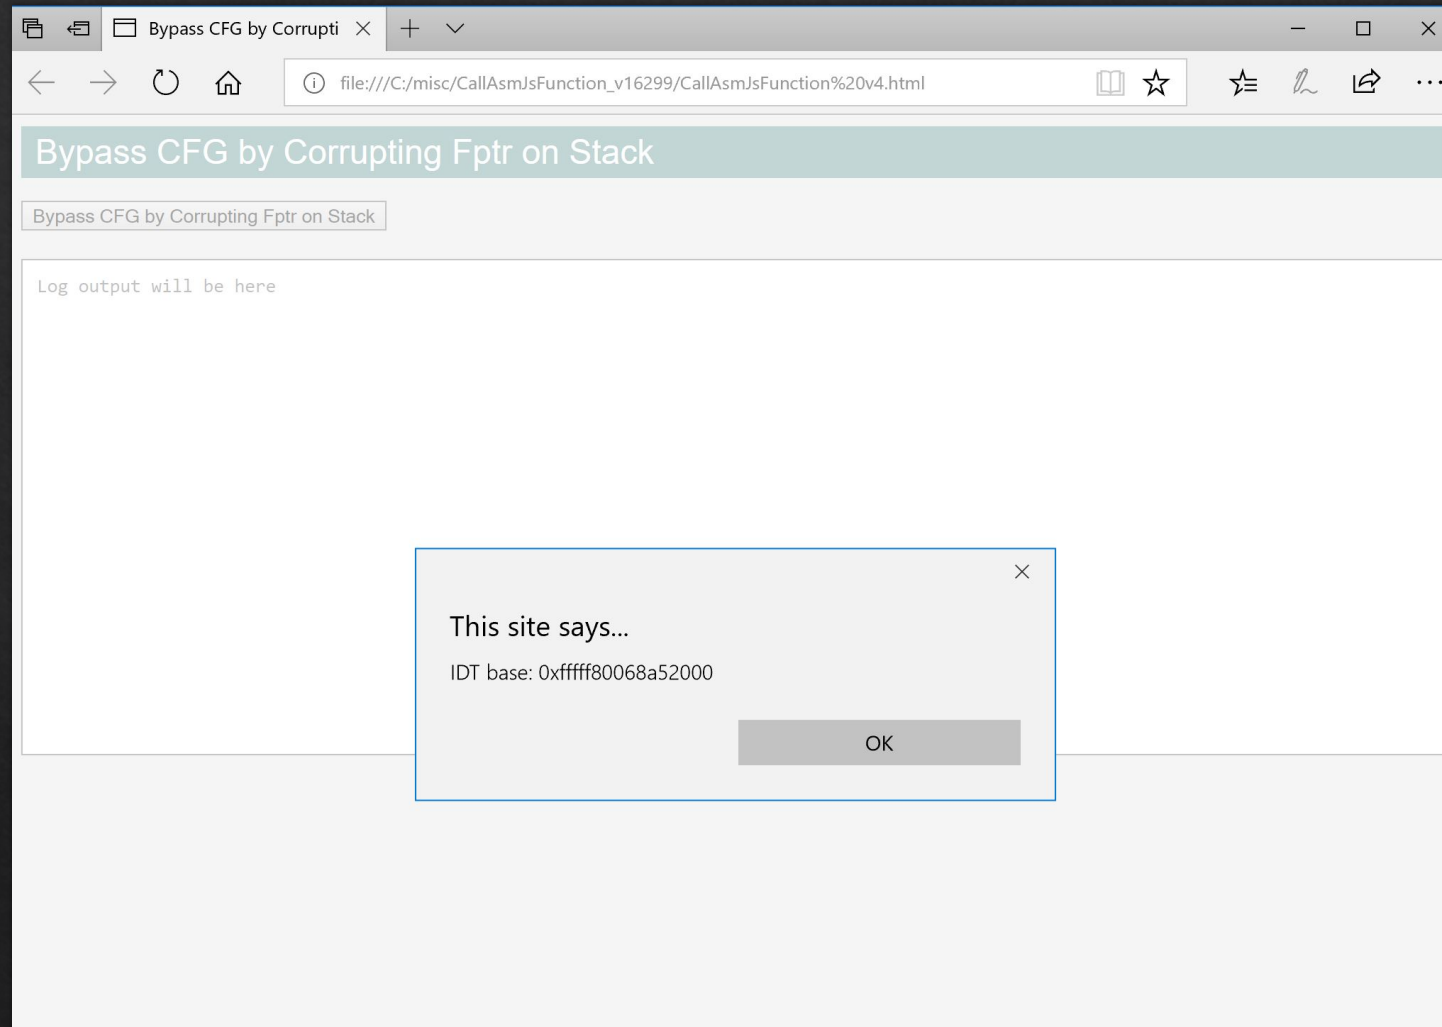 Bypass CFG by Corrupti
file:///C:/misc/CallAsmJsFunction_v16299/CallAsmJsFunction%20v4.html
Bypass CFG by Corrupting Fptr on Stack
Bypass CFG by Corrupting Fptr on Stack
Log output will be here
This site says...
IDT base: 0xfffff80068a52000
OK